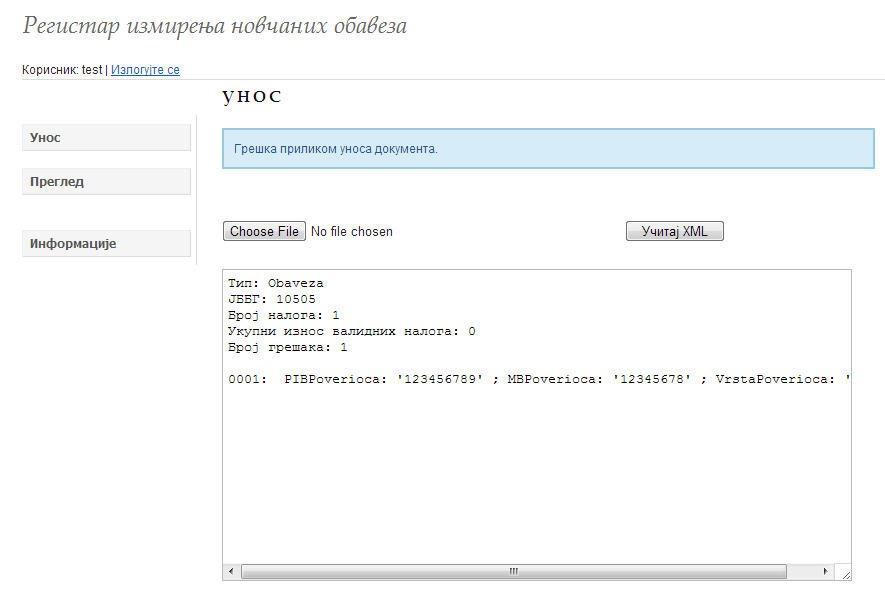 Регистар измирења новчаних обавеза
Корисник: test | Излогујте се
унос
Унос
Преглед
Информације
Грешка приликом уноса документа.
Choose File No file chosen
Учитај XML
Тип: Obaveza
ЈББГ: 10505
Број налога: 1
Укупни износ валидних налога: 0
Број грешака: 1
0001:  PIBPoverioca: '123456789' ; MBPoverioca: '12345678' ; VrstaPoverioca: '